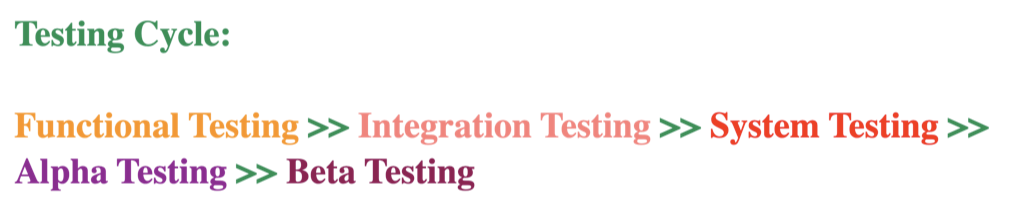 Testing Cycle:
Functional Testing >> Integration Testing >> System Testing >>
Alpha Testing >> Beta Testing